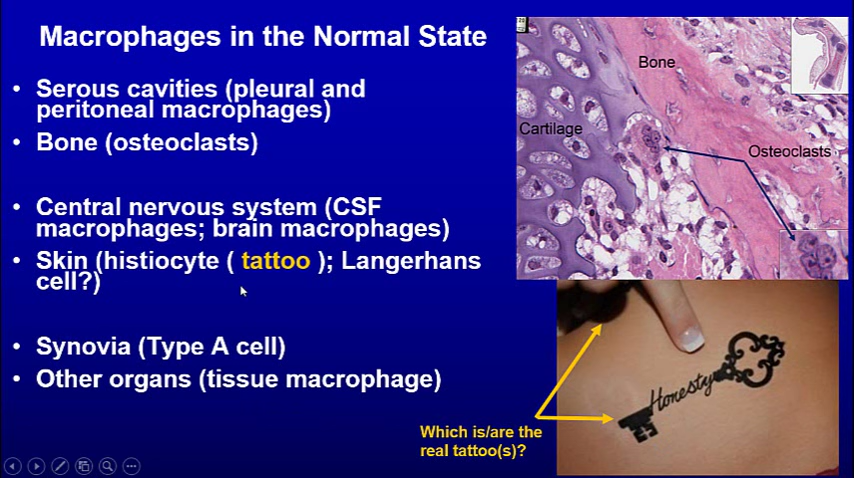 Macrophages in the Normal State
• Serous cavities (pleural and
peritoneal macrophages)
• Bone (osteoclasts)
• Central nervous system (CSF
macrophages; brain macrophages)
• Skin (histiocyte ( tattoo ); Langerhans
cell?)
• Synovia (Type A cell)
• Other organs (tissue macrophage)
Bone
Cartilage
Osteoclasts
Honesty
Which is/are the
real tattoo(s)?